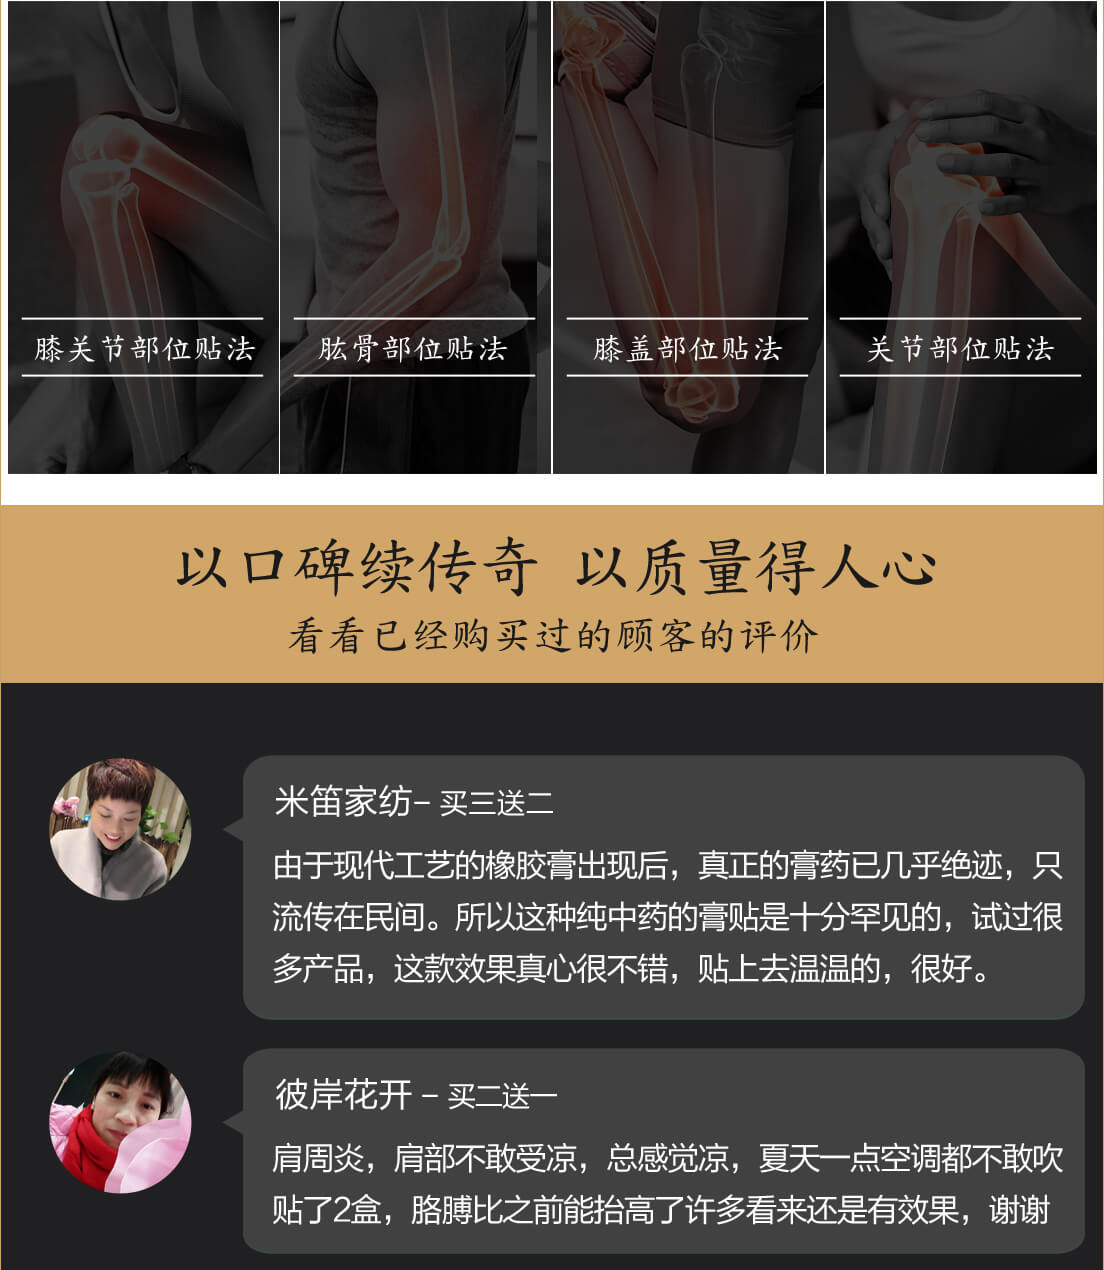 膝关节部位贴法
肱骨部位贴法
膝盖部位贴法
关节部位贴法
以口碑续传奇 以质量得人心
看看已经购买过的顾客的评价
米笛家纺- 买三送二
由于现代工艺的橡胶膏出现后，真正的膏药已几乎绝迹，只
流传在民间。所以这种纯中药的膏贴是十分罕见的，试过很
多产品，这款效果真心很不错，贴上去温温的，很好。
彼岸花开 - 买二送一
肩周炎，肩部不敢受凉，总感觉凉，夏天一点空调都不敢吹
贴了2盒，胳膊比之前能抬高了许多看来还是有效果，谢谢